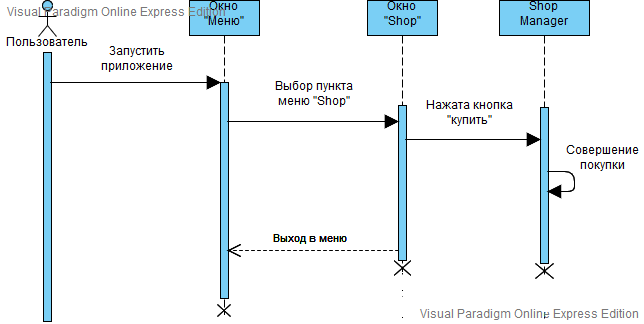 Visual Paradigm Online Express Edition
Пользователь
Окно
"Меню"
Окно
"Shop"
Shop
Manager
Запустить
приложение
Выбор пункта
меню "Shop"
Нажата кнопка
"купить"
Совершение
покупки
Выход в меню
Visual Paradigm Online Express Edition